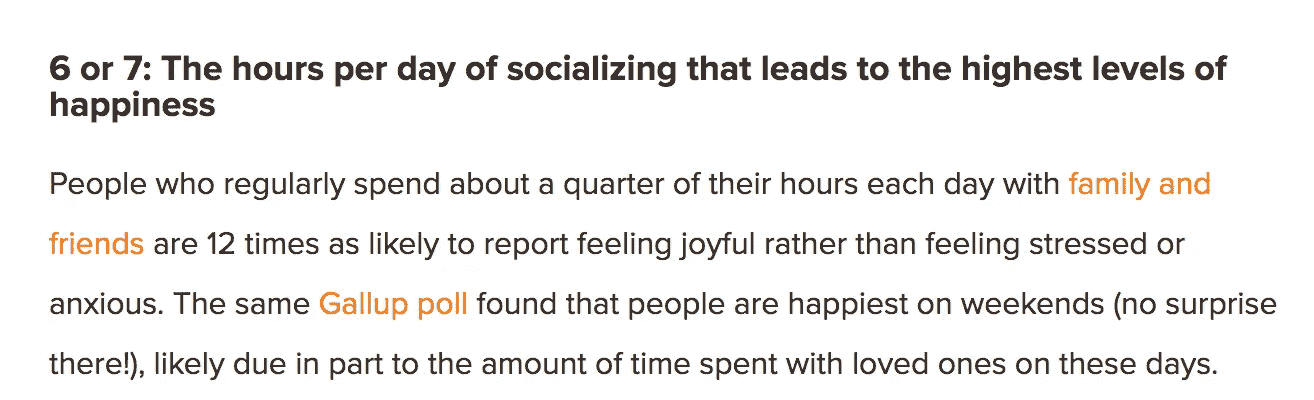 6 or 7: The hours per day of socializing that leads to the highest levels of
happiness
People who regularly spend about a quarter of their hours each day with family and
friends are 12 times as likely to report feeling joyful rather than feeling stressed or
anxious. The same Gallup poll found that people are happiest on weekends (no surprise
there!), likely due in part to the amount of time spent with loved ones on these days.